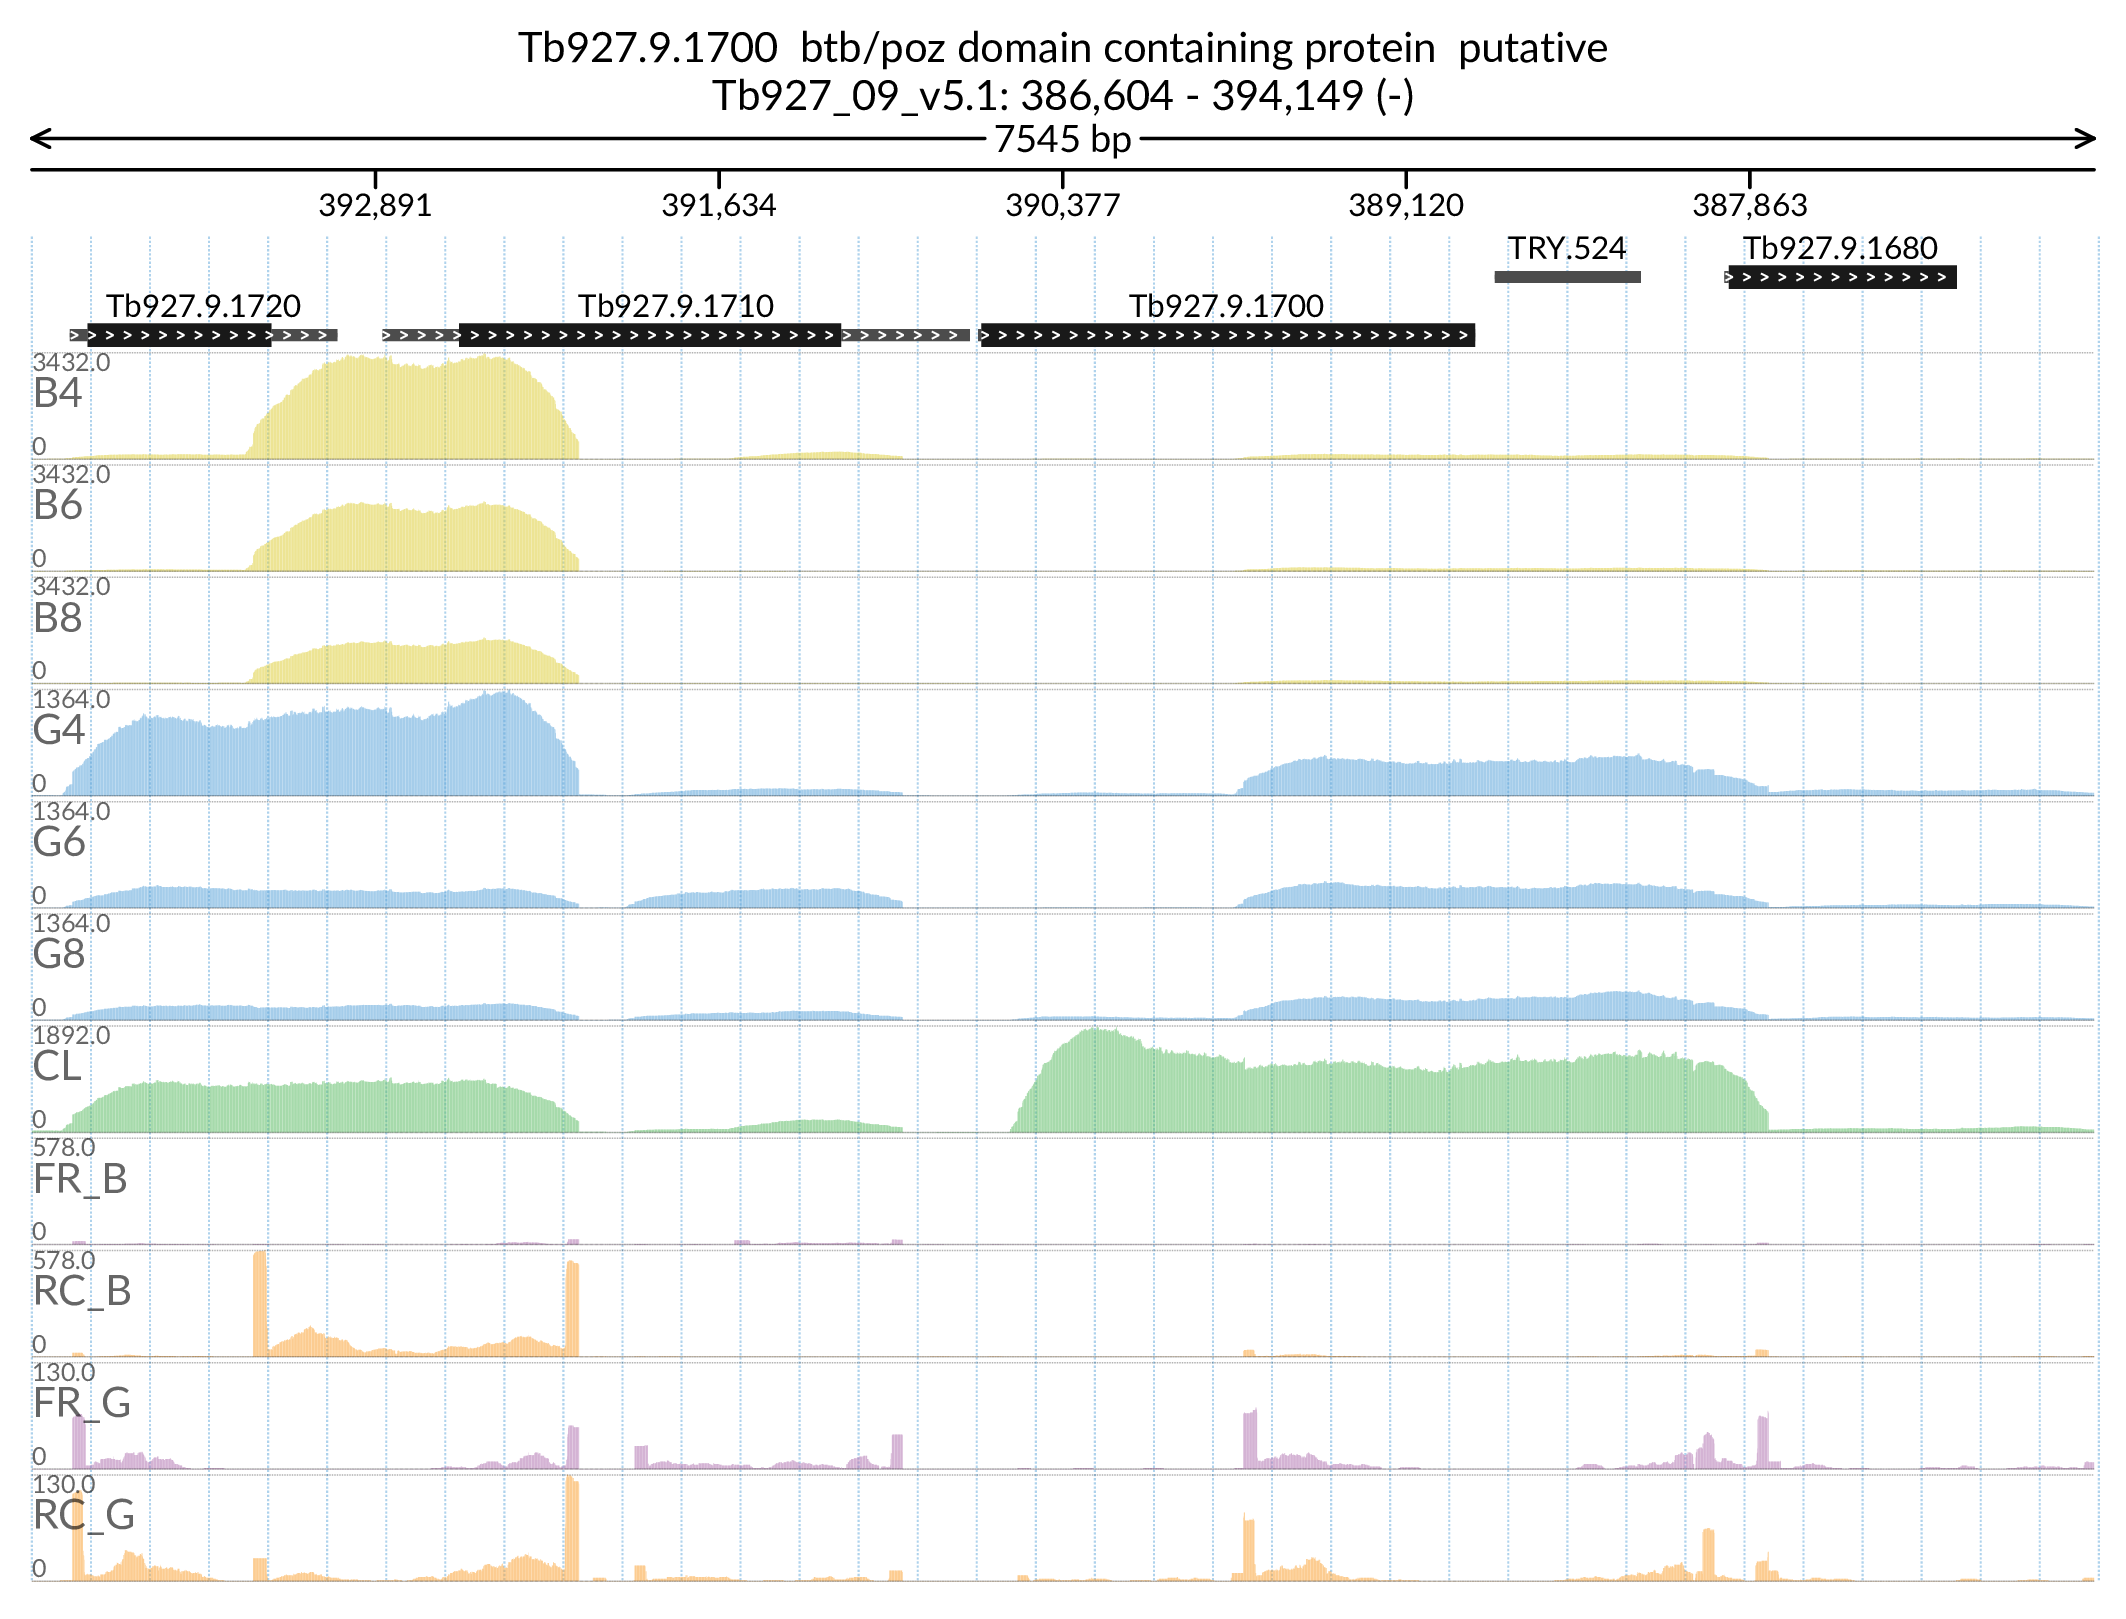 Tb927.9.1700 btb/poz domain containing protein putative
Tb927_09_v5.1: 386,604 - 394,149 (-)
7545 bp
392,891 391,634 390,377 389,120 387,863
TRY.524 Tb927.9.1680
Tb927.9.1720 Tb927.9.1710 Tb927.9.1700
3432.0
B4
0
3432.0
B6
0
3432.0
B8
0
1364.0
G4
0
1364.0
G6
0
1364.0
G8
0
1892.0
CL
0
578.0
FR_B
0
578.0
RC_B
0
130.0
FR_G
0
130.0
RC_G
0